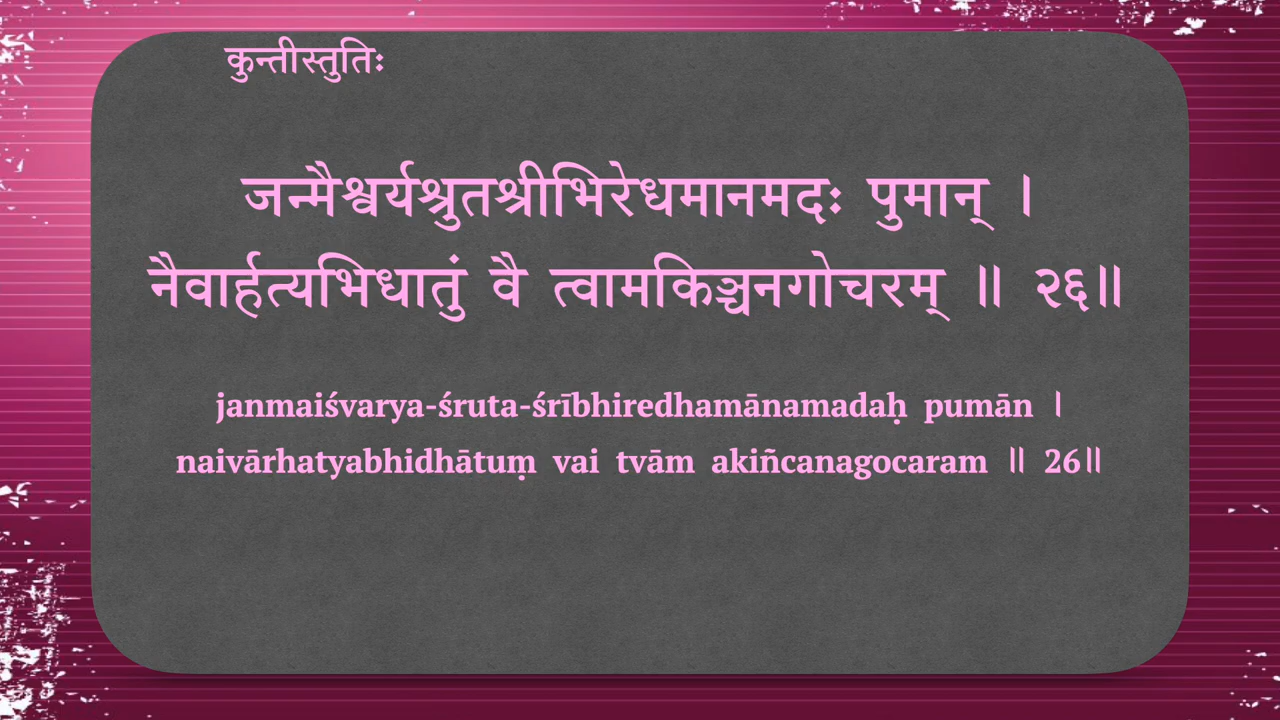 कुन्तीस्तुतिः
जन्मैश्वर्यश्रुतश्रीभिरेधमानमदः पुमान् ।
नैवार्हत्यभिधातुं वै त्वामकिञ्चनगोचरम् ॥ २६॥
janmaiśvarya-śruta-śrībhiredhamānamadaḥ pumān ।
naivārhatyabhidhātuṃ vai tvām akiñcanagocaram ॥ 26॥